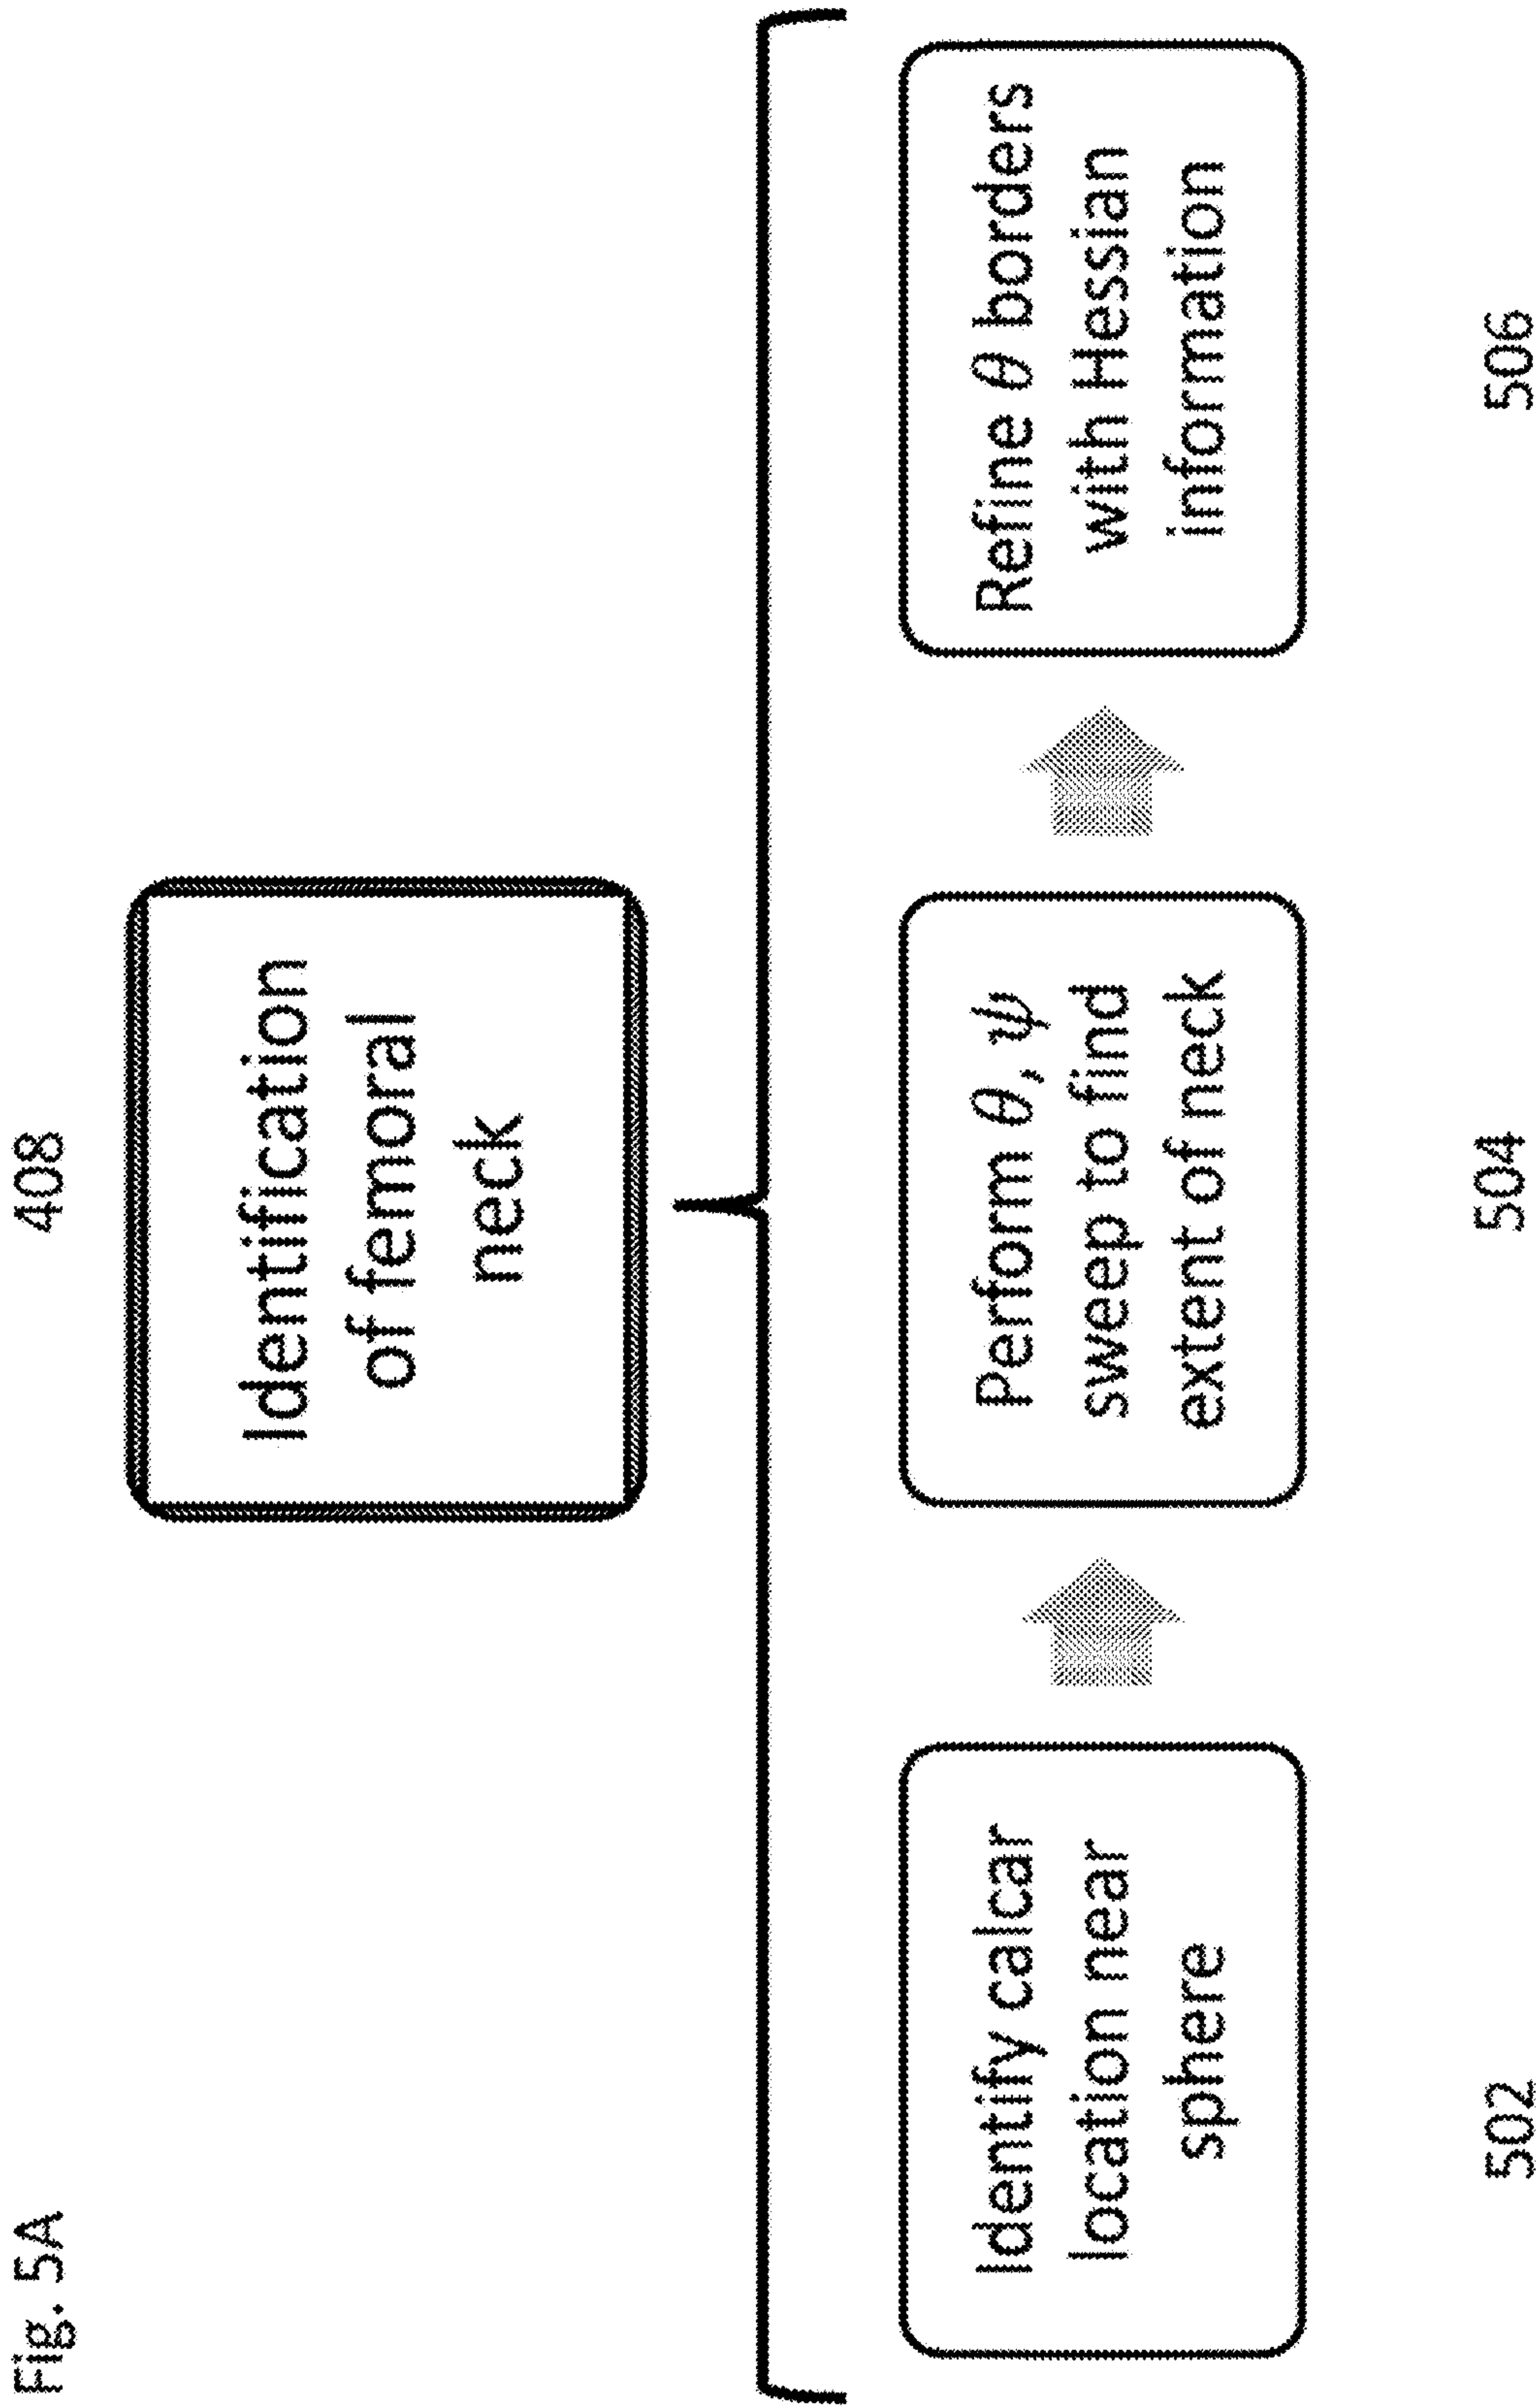 Fig. 5A
408
Identification
of femoral
neck
Identify calcar
location near
sphere
Perform θ, ψ
sweep to find
extent of neck
Refine θ borders
with Hessian
information
502
504
506